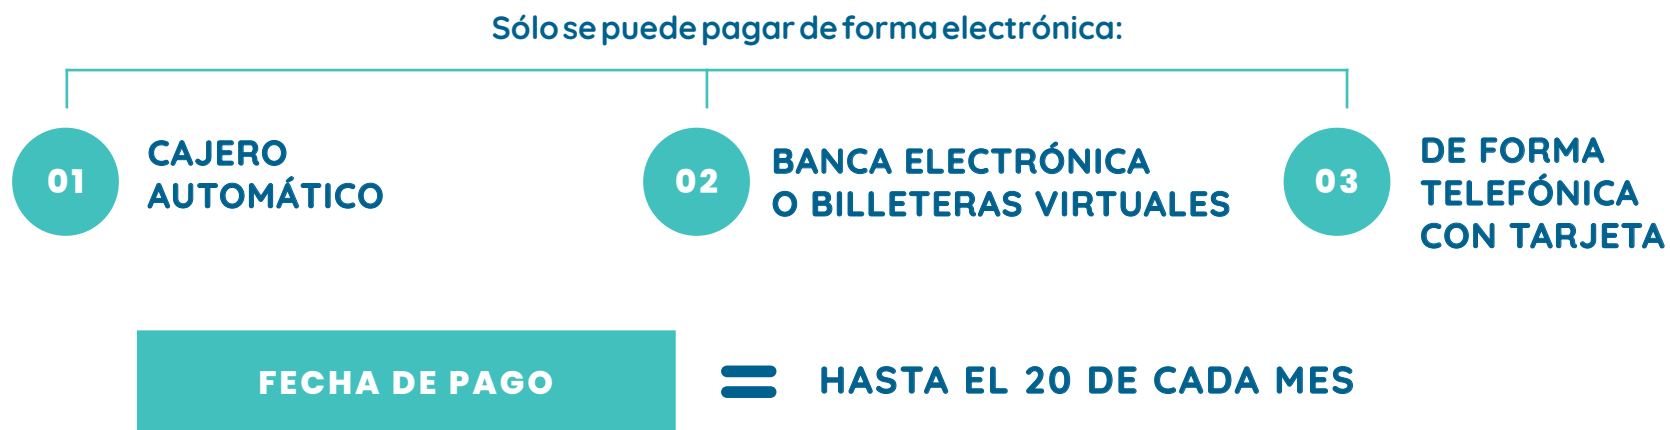 Sólo se puede pagar de forma electrónica:
01
CAJERO
AUTOMÁTICO
02
BANCA ELECTRÓNICA
O BILLETERAS VIRTUALES
03
DE FORMA
TELEFÓNICA
CON TARJETA
FECHA DE PAGO
=
HASTA EL 20 DE CADA MES